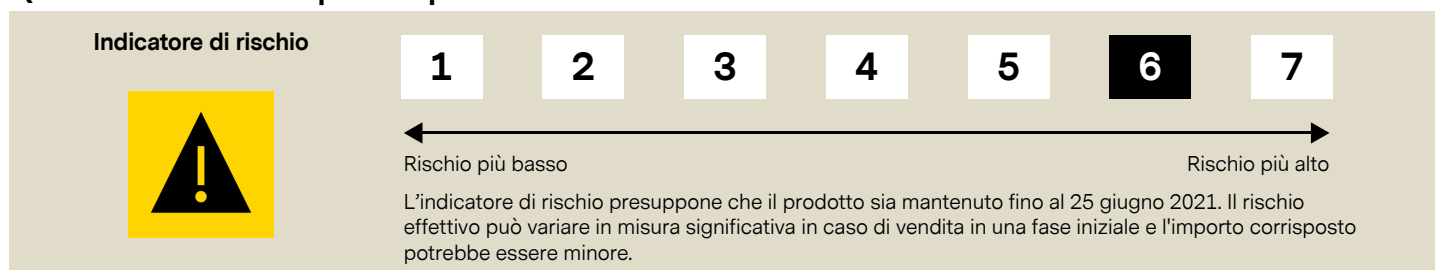 Indicatore di rischio
1 2 3 4 5 6 7
Rischio più basso Rischio più alto
L'indicatore di rischio presuppone che il prodotto sia mantenuto fino al 25 giugno 2021. Il rischio
effettivo può variare in misura significativa in caso di vendita in una fase iniziale e l'importo corrisposto
potrebbe essere minore.